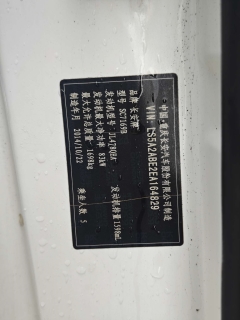 中国·重庆长安汽车股份有限公司制造
VIN: LS5A2ABE2EA164829
品牌 长安牌
型号 SC7169B
发动机型号 JL478QEA
发动机排量 1598mL
发动机最大净功率 83kW
最大允许总质量 1698kg
制造年月 2014/10/23
乘坐人数 5